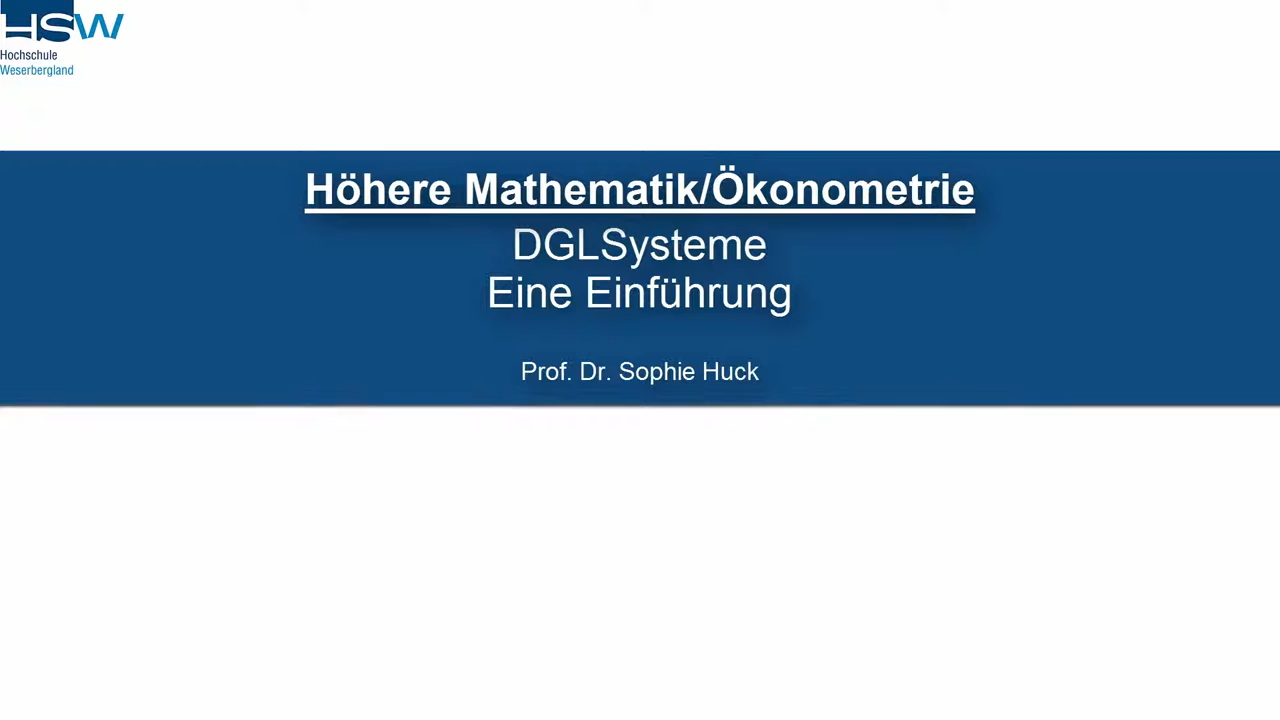 HSW
Hochschule
Weserbergland
Höhere Mathematik/Ökonometrie
DGLSysteme
Eine Einführung
Prof. Dr. Sophie Huck